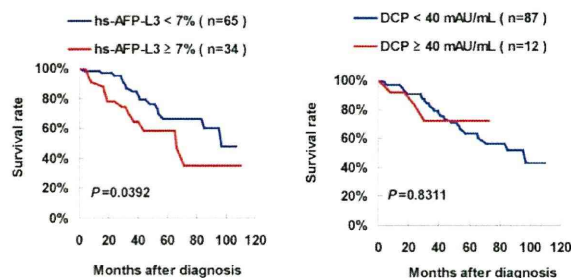 hs-AFP-L3 < 7% ( n=65)
hs-AFP-L3 ≥ 7% ( n=34)
100%
80%
60%
40%
20%
0%
Survival rate
P=0.0392
0 20 40 60 80 100 120
Months after diagnosis
DCP < 40 mAU/mL ( n=87)
DCP ≥ 40 mAU/mL ( n=12)
100%
80%
60%
40%
20%
0%
Survival rate
P=0.8311
0 20 40 60 80 100 120
Months after diagnosis